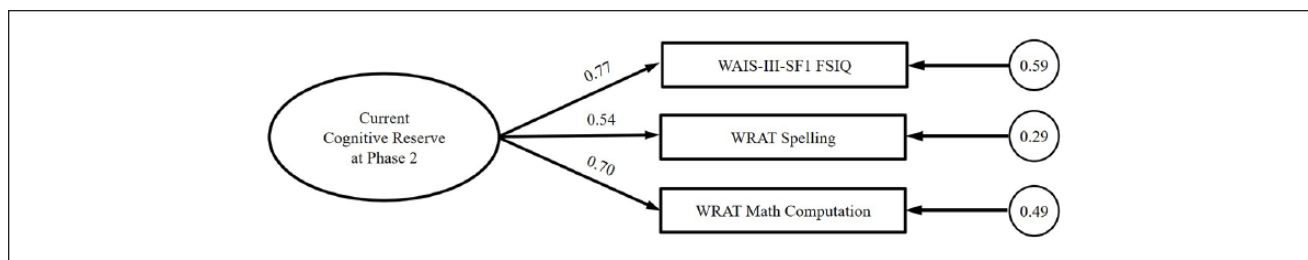 0.77
WAIS-III-SF1 FSIQ
0.59
Current
Cognitive Reserve
at Phase 2
0.54
WRAT Spelling
0.29
0.70
WRAT Math Computation
0.49